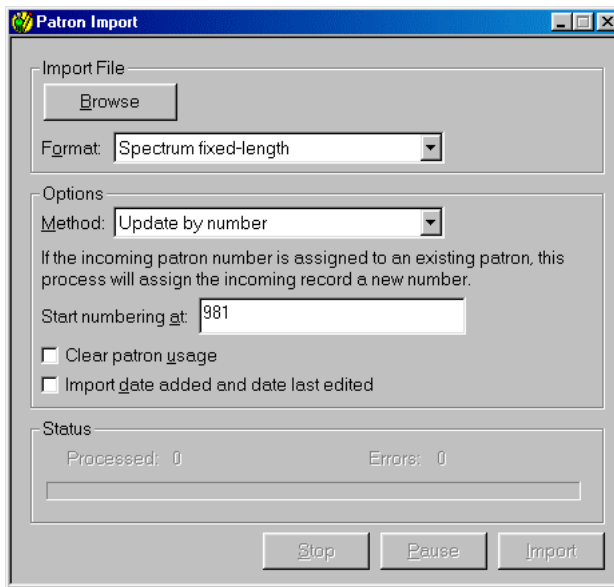 Patron Import
Import File
Browse
Format: Spectrum fixed-length
Options
Method: Update by number
If the incoming patron number is assigned to an existing patron, this
process will assign the incoming record a new number.
Start numbering at: 981
Clear patron usage
Import date added and date last edited
Status
Processed: 0 Errors: 0
Stop Pause Import